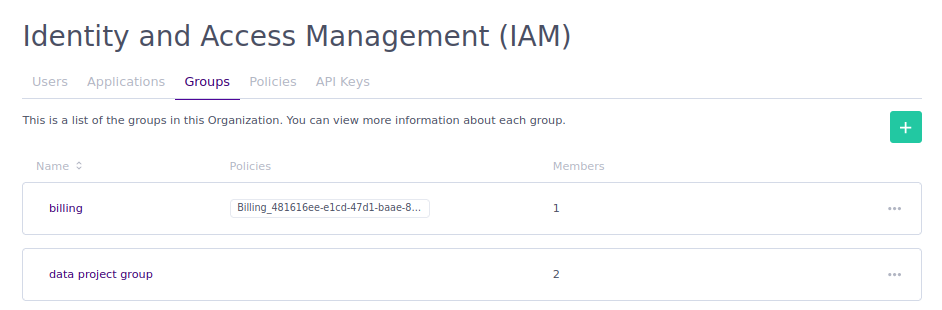 Identity and Access Management (IAM)
Users Applications Groups Policies API Keys
This is a list of the groups in this Organization. You can view more information about each group.
Name Policies Members
billing Billing_481616ee-e1cd-47d1-baae-8... 1
data project group 2